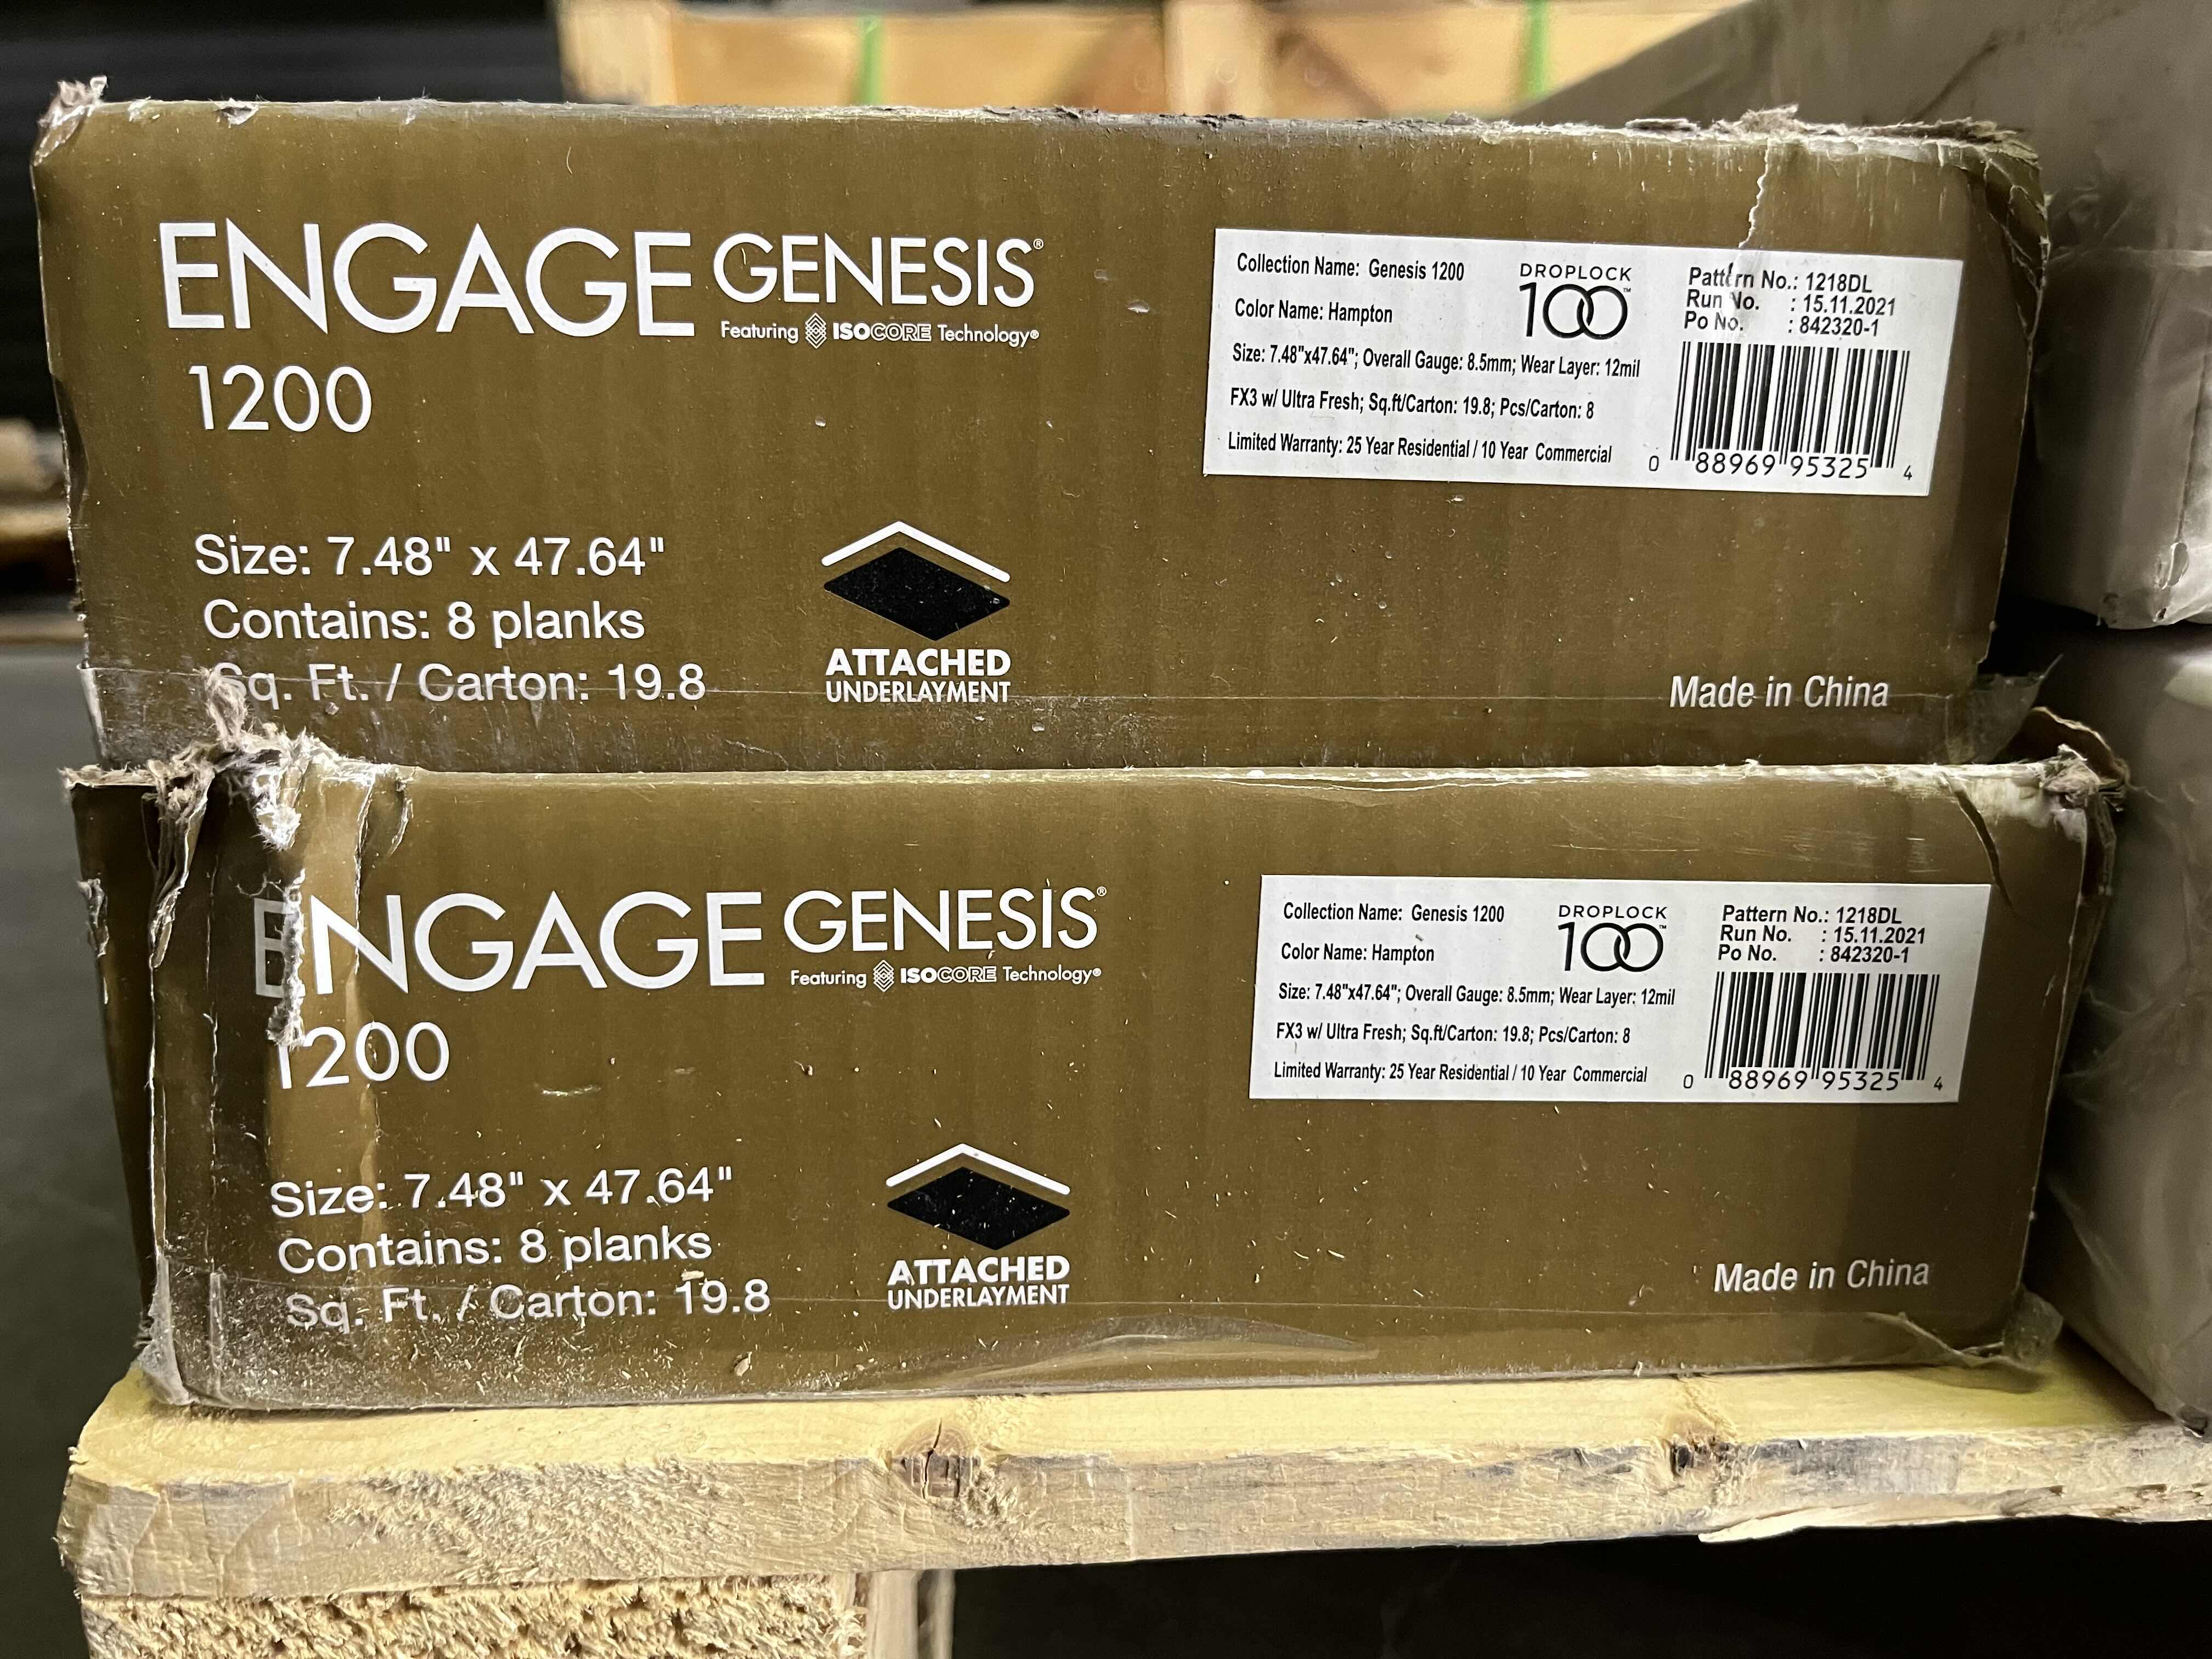 ENGAGE GENESIS®
Featuring ISOCORE Technology®
1200
Size: 7.48" x 47.64"
Contains: 8 planks
Sq. Ft. / Carton: 19.8
ATTACHED
UNDERLAYMENT
Collection Name: Genesis 1200
Color Name: Hampton
Size: 7.48"x47.64"; Overall Gauge: 8.5mm; Wear Layer: 12mil
FX3 w/ Ultra Fresh; Sq.ft/Carton: 19.8; Pcs/Carton: 8
Limited Warranty: 25 Year Residential / 10 Year Commercial
DROPLOCK
100™
Pattern No.: 1218DL
Run No. : 15.11.2021
Po No. : 842320-1
0 88969 95325 4
Made in China
ENGAGE GENESIS®
Featuring ISOCORE Technology®
1200
Size: 7.48" x 47.64"
Contains: 8 planks
Sq. Ft. / Carton: 19.8
ATTACHED
UNDERLAYMENT
Collection Name: Genesis 1200
Color Name: Hampton
Size: 7.48"x47.64"; Overall Gauge: 8.5mm; Wear Layer: 12mil
FX3 w/ Ultra Fresh; Sq.ft/Carton: 19.8; Pcs/Carton: 8
Limited Warranty: 25 Year Residential / 10 Year Commercial
DROPLOCK
100™
Pattern No.: 1218DL
Run No. : 15.11.2021
Po No. : 842320-1
0 88969 95325 4
Made in China